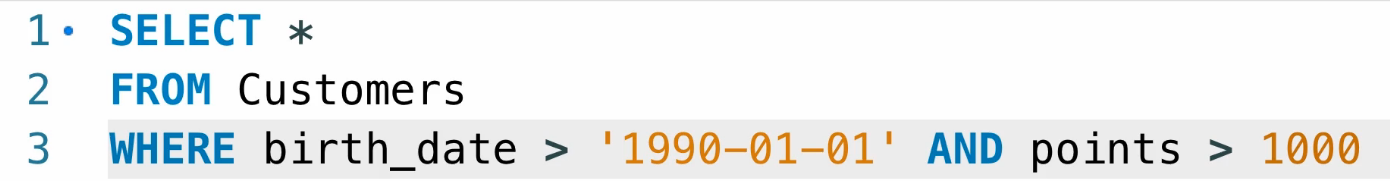 1 SELECT *
2 FROM Customers
3 WHERE birth_date > '1990-01-01' AND points > 1000